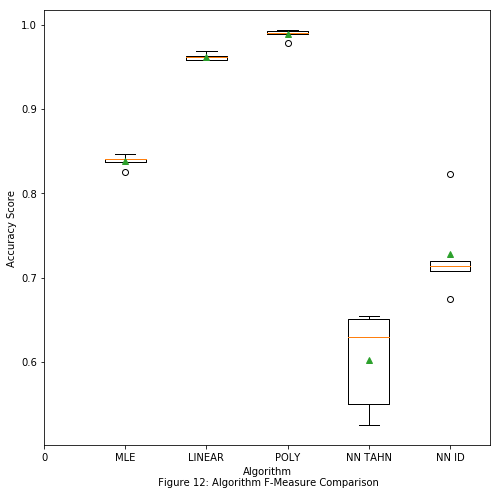 1.0
0.9
0.8
0.7
0.6
Accuracy Score
0 MLE LINEAR POLY NN TAHN NN ID
Algorithm
Figure 12: Algorithm F-Measure Comparison